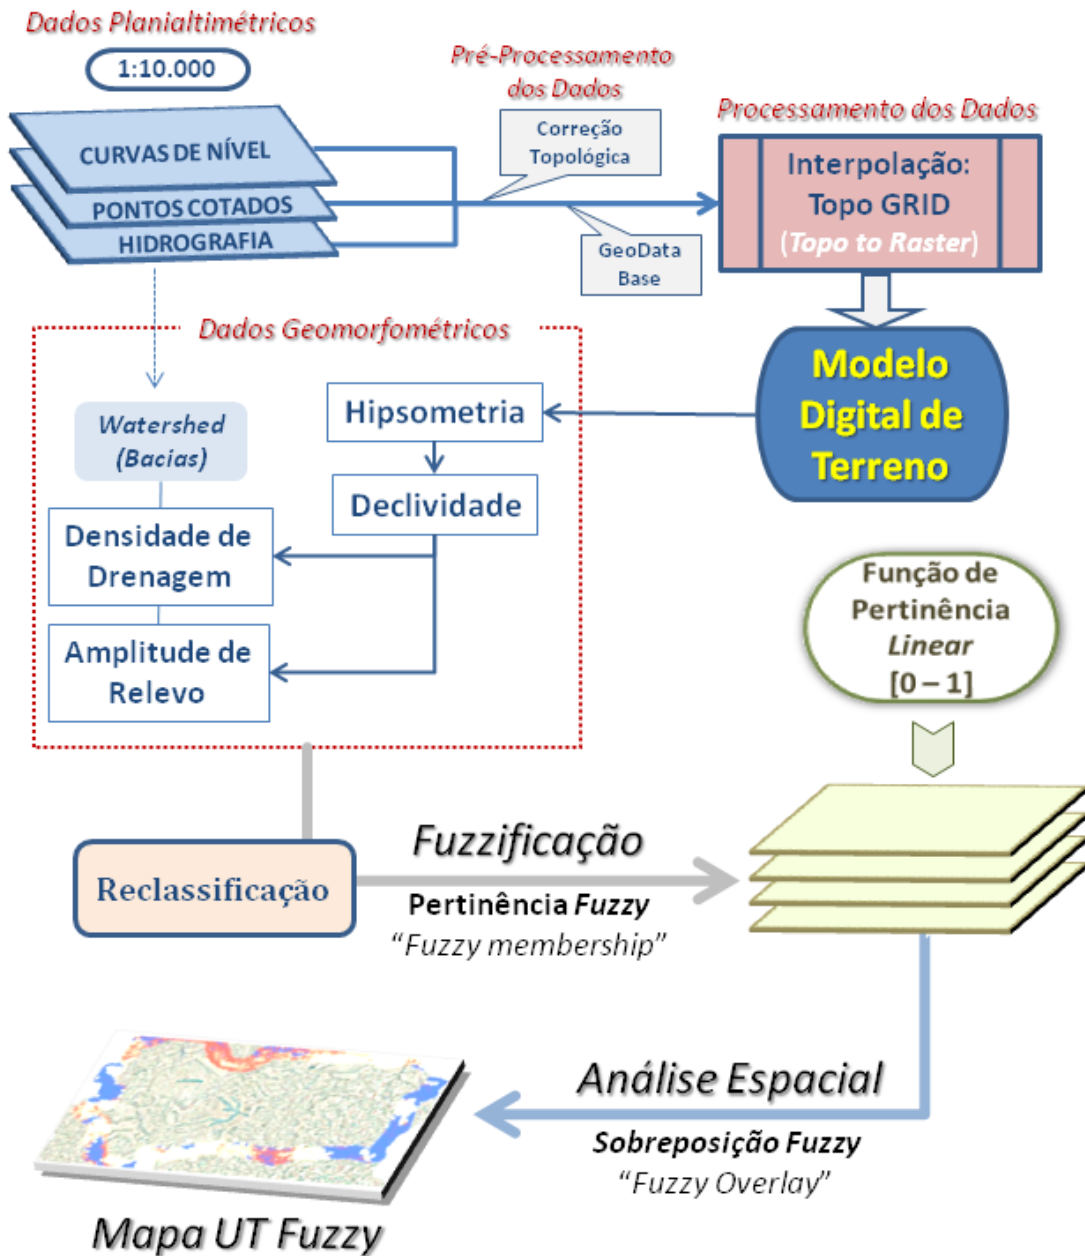 Dados Planialtimétricos
1:10.000
CURVAS DE NÍVEL
PONTOS COTADOS
HIDROGRAFIA
Pré-Processamento
dos Dados
Correção
Topológica
GeoData
Base
Processamento dos Dados
Interpolação:
Topo GRID
(Topo to Raster)
Modelo
Digital de
Terreno
Dados Geomorfométricos
Watershed
(Bacias)
Hipsometria
Declividade
Densidade de
Drenagem
Amplitude de
Relevo
Função de
Pertinência
Linear
[0 – 1]
Reclassificação
Fuzzificação
Pertinência Fuzzy
“Fuzzy membership”
Análise Espacial
Sobreposição Fuzzy
“Fuzzy Overlay”
Mapa UT Fuzzy